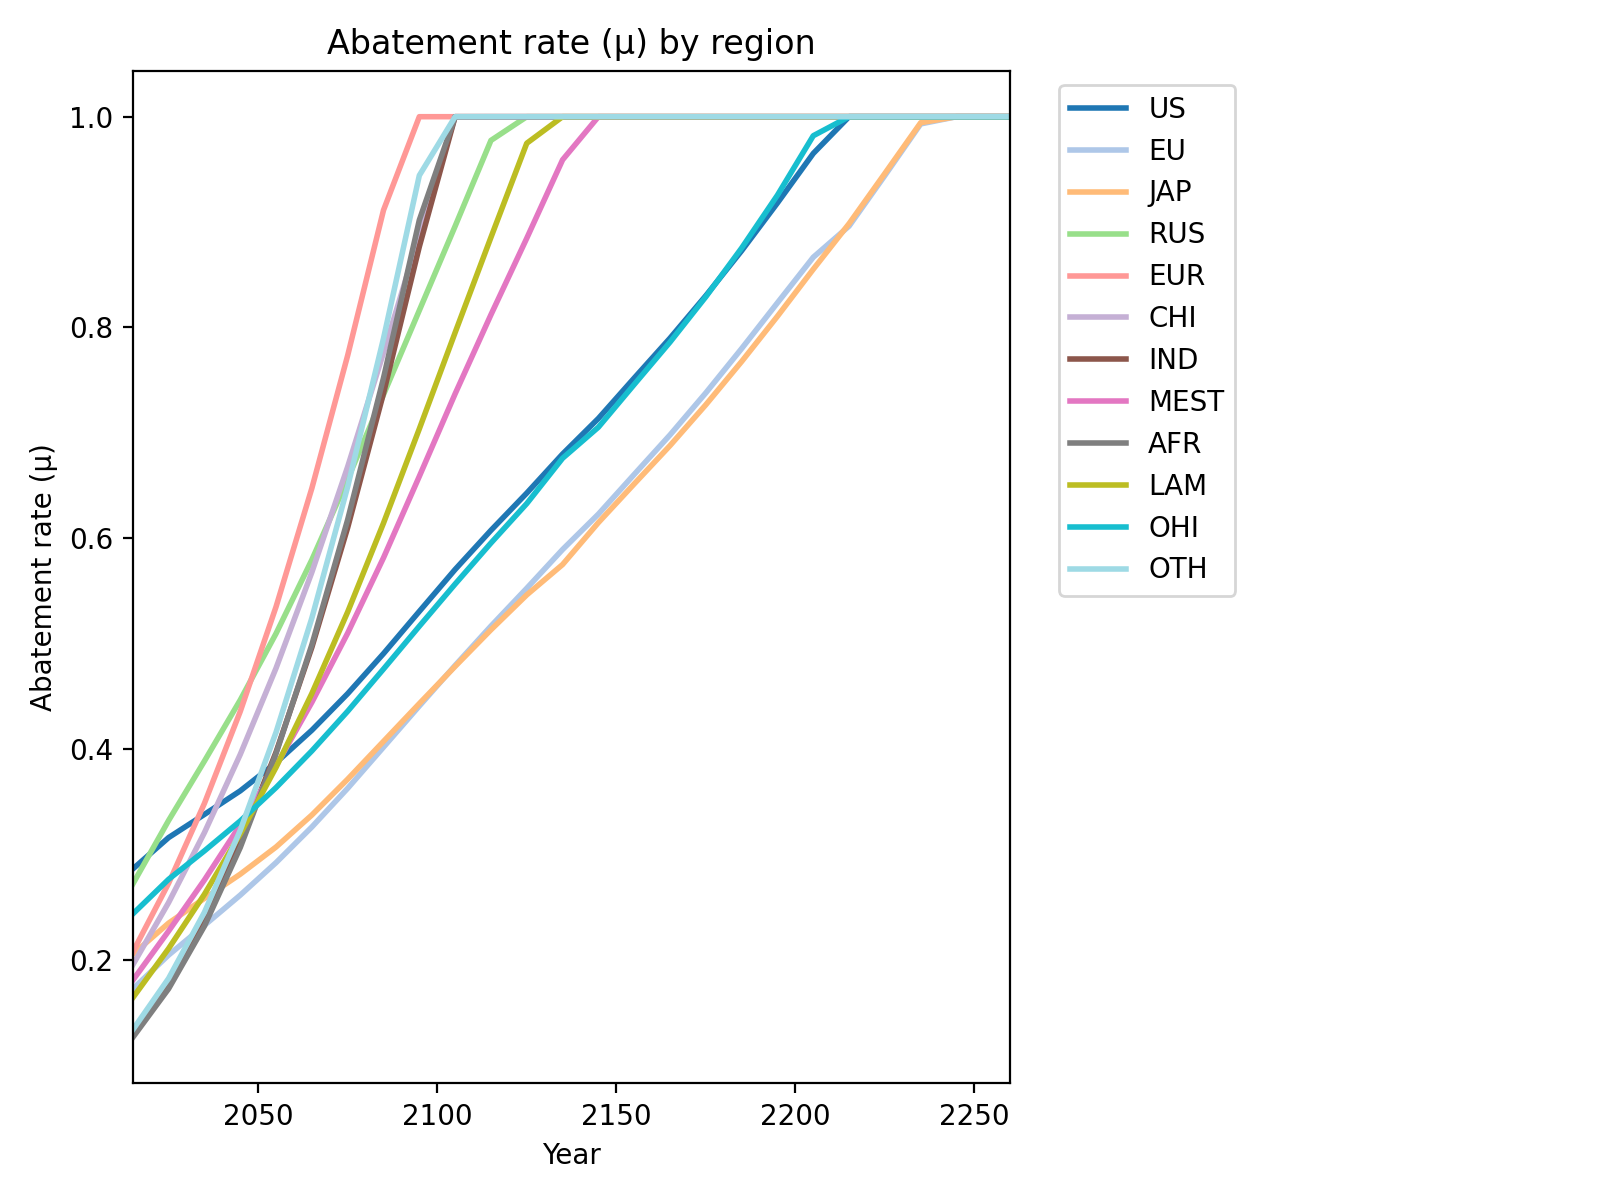 Abatement rate (μ) by region
Abatement rate (μ)
1.0
0.8
0.6
0.4
0.2
2050
2100
2150
2200
2250
Year
US
EU
JAP
RUS
EUR
CHI
IND
MEST
AFR
LAM
OHI
OTH